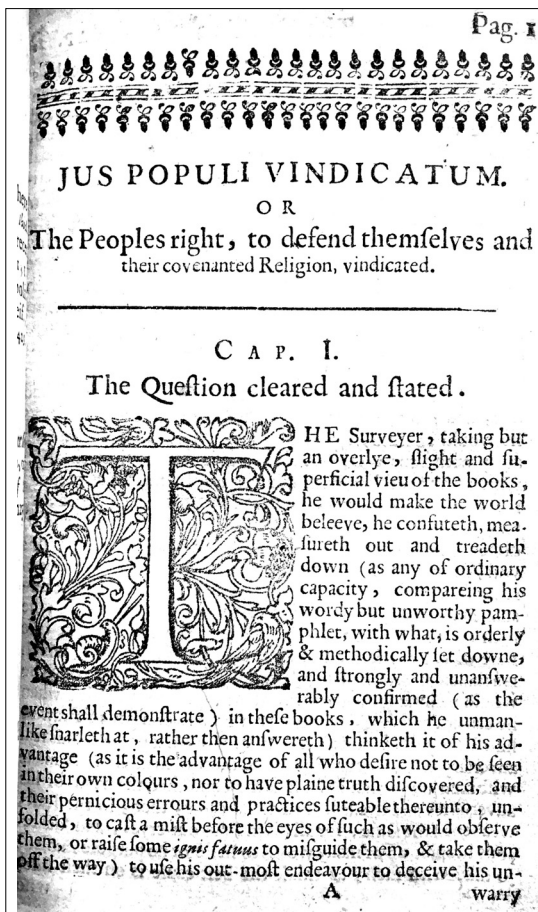 Pag. 1
JUS POPULI VINDICATUM.
OR
The Peoples right, to defend themſelves and
their covenanted Religion, vindicated.
CAP. I.
The Queſtion cleared and ſtated.
THE Surveyer, taking but
an overlye, ſlight and ſu-
perficial vieu of the books,
he would make the world
beleeve, he confuteth, mea-
ſureth out and treadeth
down (as any of ordinary
capacity, compareing his
wordy but unworthy pam-
phlet, with what, is orderly
& methodically ſet downe,
and ſtrongly and unanſwe-
rably confirmed (as the
event shall demonſtrate) in theſe books, which he unman-
like ſnarleth at, rather then anſwereth) thinketh it of his ad-
vantage (as it is the advantage of all who deſire not to be ſeen
in their own colours, nor to have plaine truth diſcovered, and
their pernicious errours and practices ſuteable thereunto, un-
folded, to caſt a miſt before the eyes of ſuch as would obſerve
them, or raiſe ſome ignis fatuus to miſguide them, & take them
off the way) to uſe his out-moſt endeavour to deceive his un-
A warry